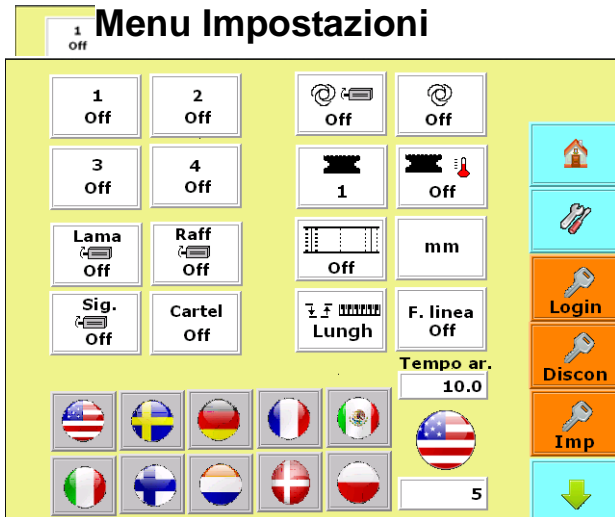 Menu Impostazioni
1
Off
1
Off
2
Off
Off
Off
3
Off
4
Off
1
Off
Lama
Off
Raff
Off
Off
mm
Sig.
Off
Cartel
Off
Lungh
F. linea
Off
Tempo ar.
10.0
5
Login
Discon
Imp